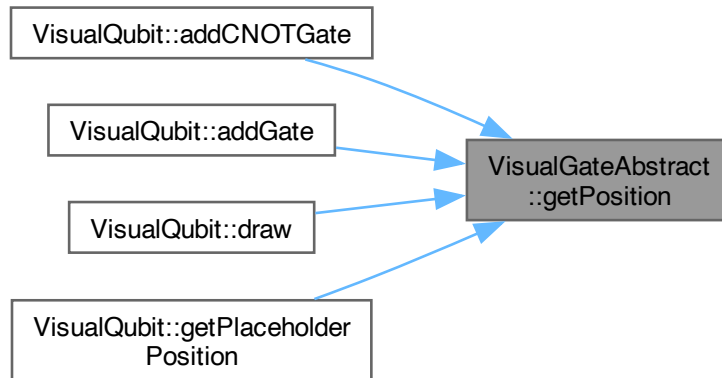 VisualQubit::addCNOTGate
VisualQubit::addGate
VisualGateAbstract
::getPosition
VisualQubit::draw
VisualQubit::getPlaceholder
Position